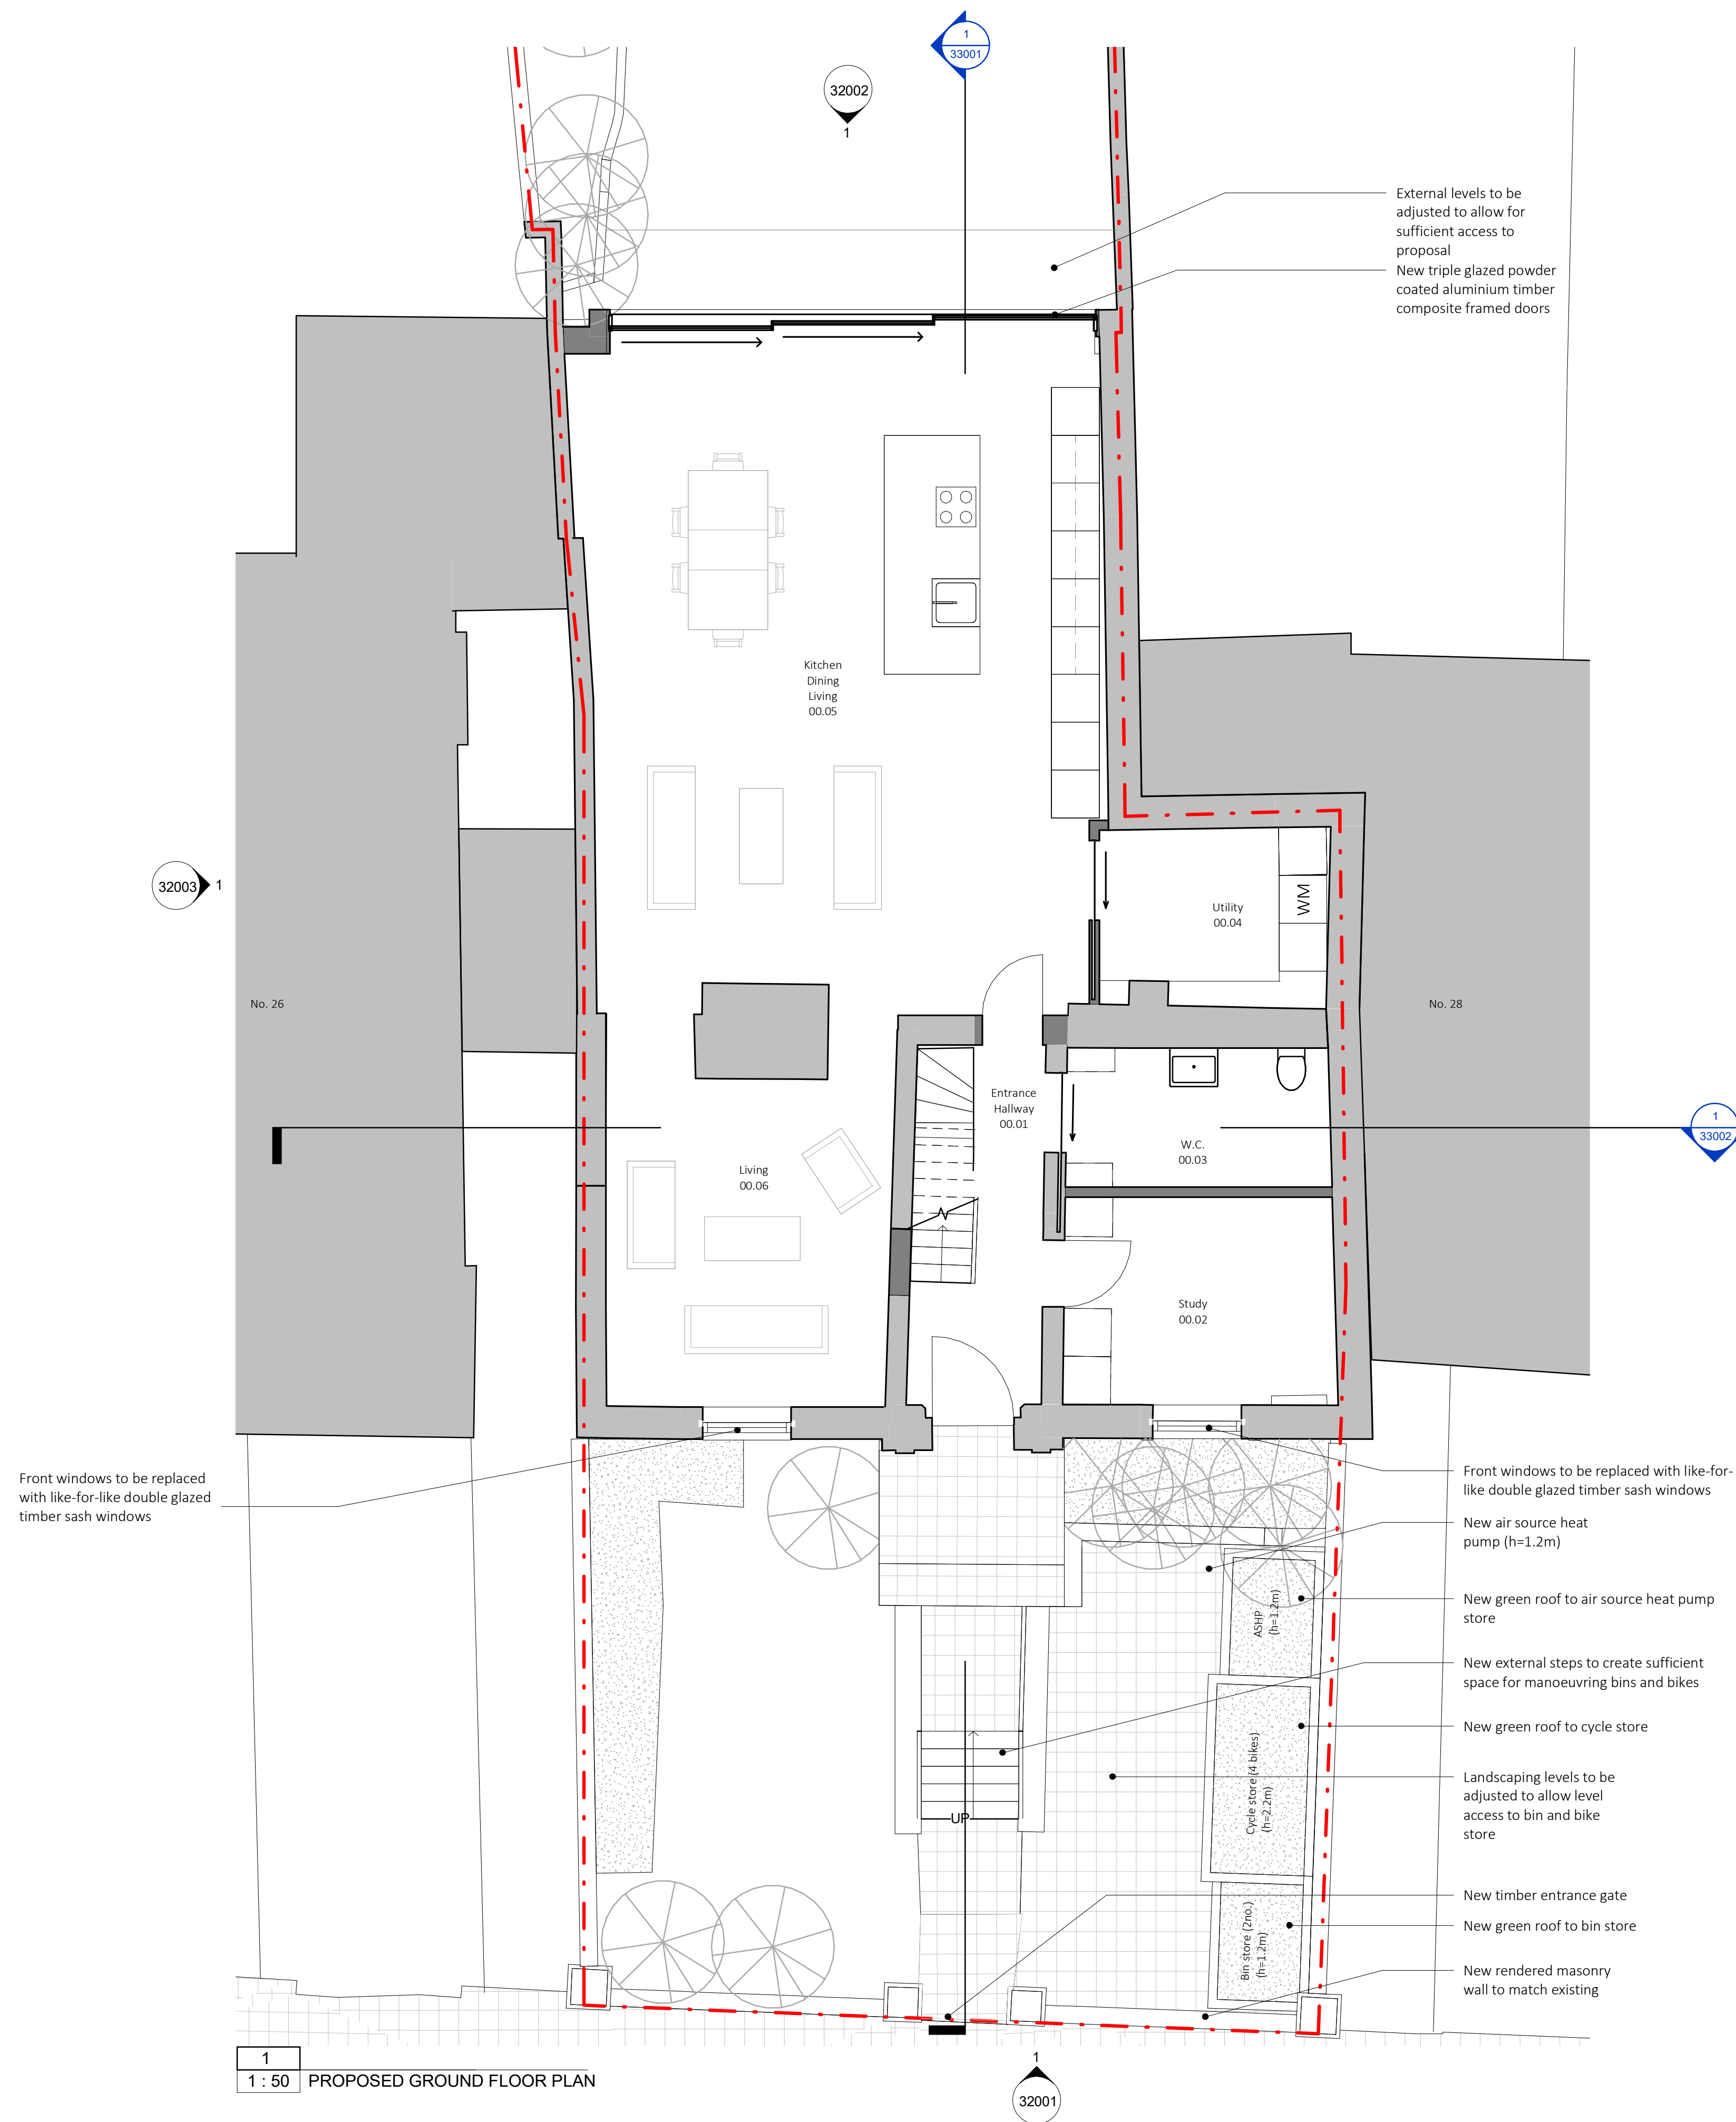 1
33001
32002
1
External levels to be
adjusted to allow for
sufficient access to
proposal
New triple glazed powder
coated aluminium timber
composite framed doors
Kitchen
Dining
Living
00.05
32003
1
Utility
00.04
WM
No. 26
No. 28
Entrance
Hallway
00.01
1
33002
W.C.
00.03
Living
00.06
Study
00.02
Front windows to be replaced
with like-for-like double glazed
timber sash windows
Front windows to be replaced with like-for-
like double glazed timber sash windows
New air source heat
pump (h=1.2m)
New green roof to air source heat pump
store
ASHP
(h=1.2m)
New external steps to create sufficient
space for manoeuvring bins and bikes
New green roof to cycle store
Cycle store (4 bikes)
(h=2.2m)
Landscaping levels to be
adjusted to allow level
access to bin and bike
store
UP
New timber entrance gate
New green roof to bin store
Bin store (2no.)
(h=1.2m)
New rendered masonry
wall to match existing
1
1 : 50 PROPOSED GROUND FLOOR PLAN
1
32001